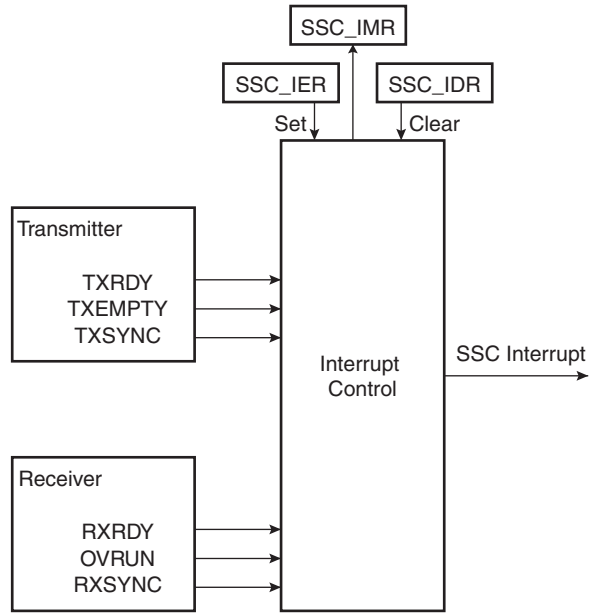 SSC_IMR
SSC_IER
SSC_IDR
Set
Clear
Transmitter
TXRDY
TXEMPTY
TXSYNC
Interrupt
Control
SSC Interrupt
Receiver
RXRDY
OVRUN
RXSYNC